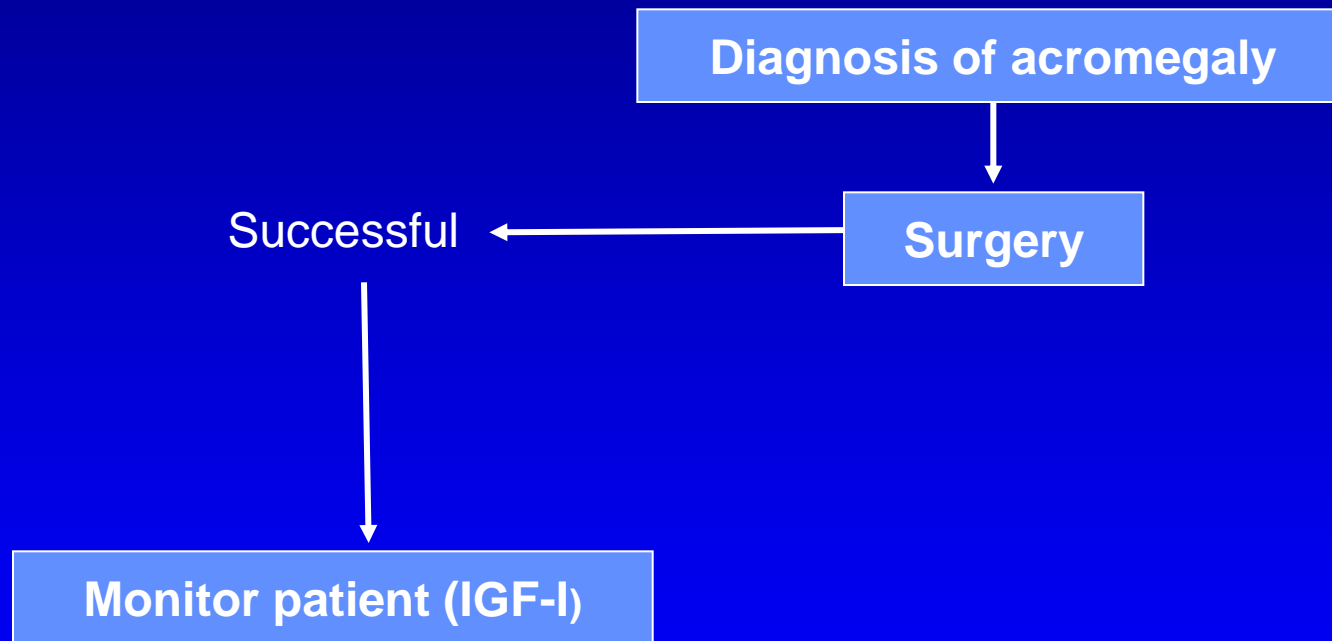 Diagnosis of acromegaly
Successful
Surgery
Monitor patient (IGF-I)